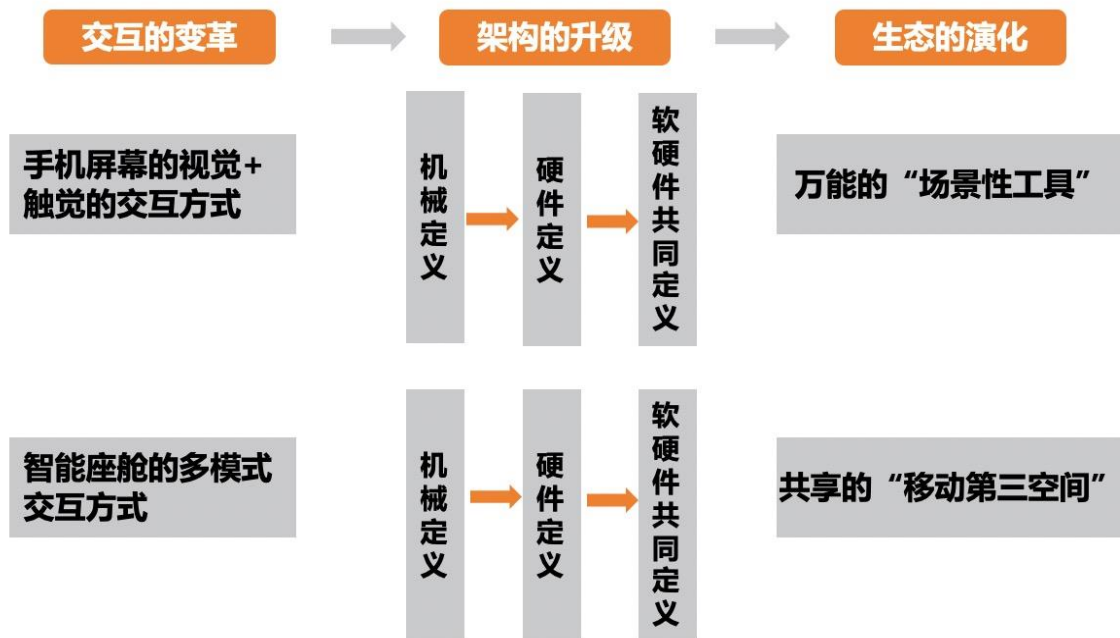 交互的变革
架构的升级
生态的演化
手机屏幕的视觉+
触觉的交互方式
机械定义
硬件定义
软硬件共同定义
万能的“场景性工具”
智能座舱的多模式
交互方式
机械定义
硬件定义
软硬件共同定义
共享的“移动第三空间”